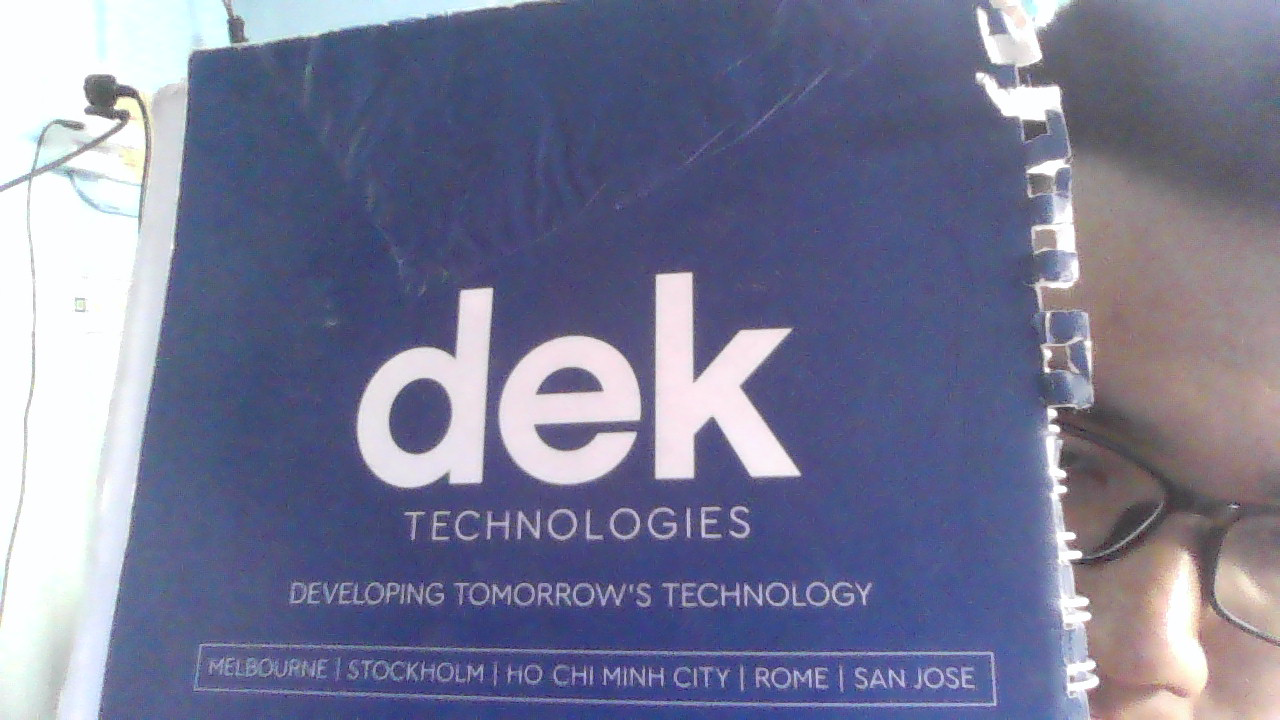 dek
TECHNOLOGIES
DEVELOPING TOMORROW'S TECHNOLOGY
MELBOURNE | STOCKHOLM | HO CHI MINH CITY | ROME | SAN JOSE